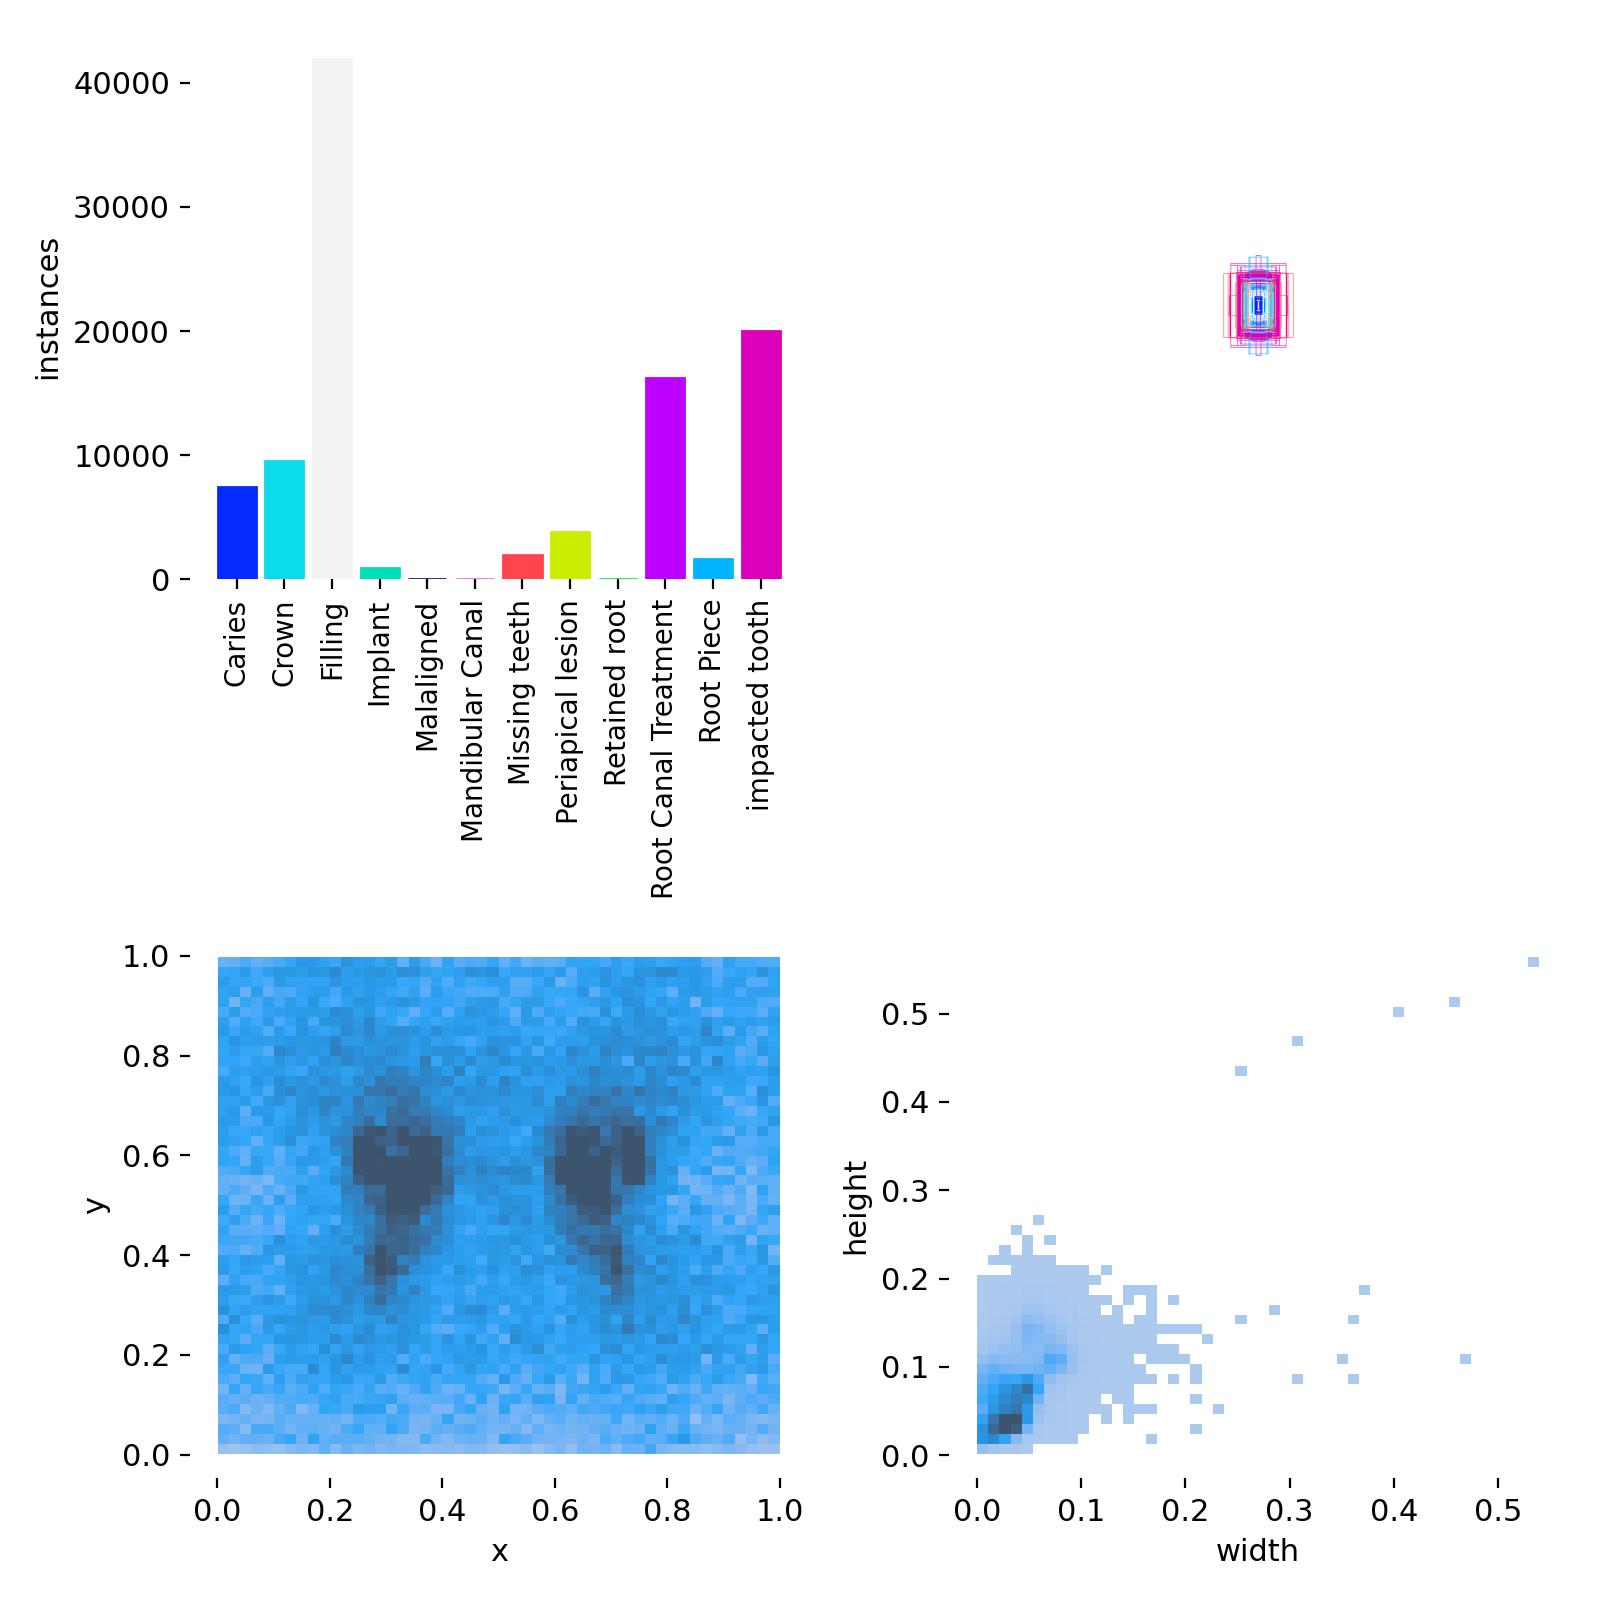 40000
30000
20000
10000
0
instances
Caries
Crown
Filling
Implant
Malaligned
Mandibular Canal
Missing teeth
Periapical lesion
Retained root
Root Canal Treatment
Root Piece
impacted tooth
1.0
0.8
0.6
0.4
0.2
0.0
y
0.0 0.2 0.4 0.6 0.8 1.0
x
0.5
0.4
0.3
0.2
0.1
0.0
height
0.0 0.1 0.2 0.3 0.4 0.5
width